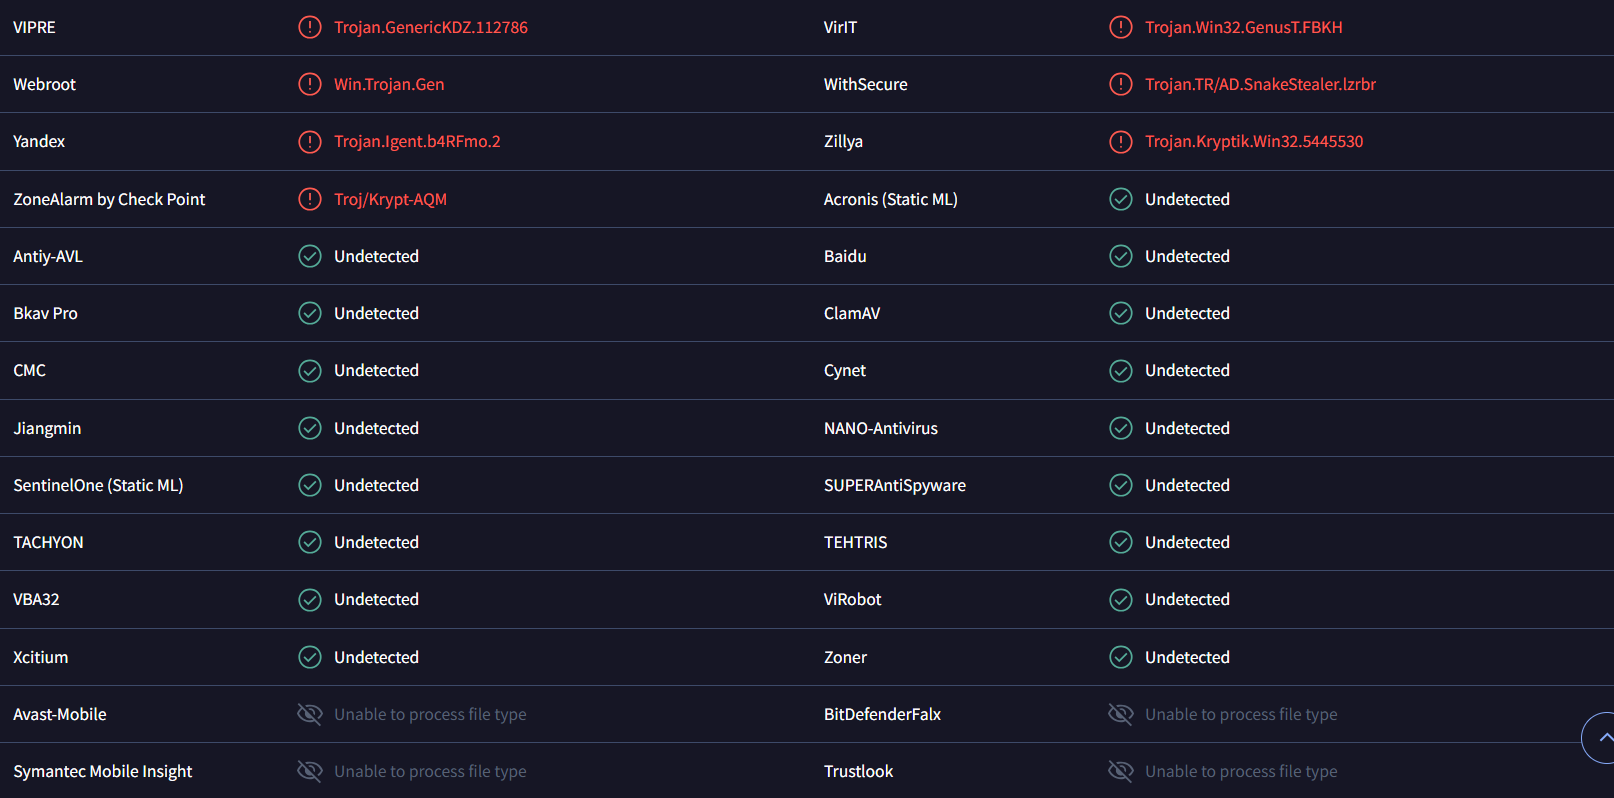 VIPRE Trojan.GenericKDZ.112786 VirIT Trojan.Win32.GenusT.FBKH
Webroot Win.Trojan.Gen WithSecure Trojan.TR/AD.SnakeStealer.lzrbr
Yandex Trojan.Igent.b4RFmo.2 Zillya Trojan.Kryptik.Win32.5445530
ZoneAlarm by Check Point Troj/Krypt-AQM Acronis (Static ML) Undetected
Antiy-AVL Undetected Baidu Undetected
Bkav Pro Undetected ClamAV Undetected
CMC Undetected Cynet Undetected
Jiangmin Undetected NANO-Antivirus Undetected
SentinelOne (Static ML) Undetected SUPERAntiSpyware Undetected
TACHYON Undetected TEHTRIS Undetected
VBA32 Undetected ViRobot Undetected
Xcitium Undetected Zoner Undetected
Avast-Mobile Unable to process file type BitDefenderFalx Unable to process file type
Symantec Mobile Insight Unable to process file type Trustlook Unable to process file type